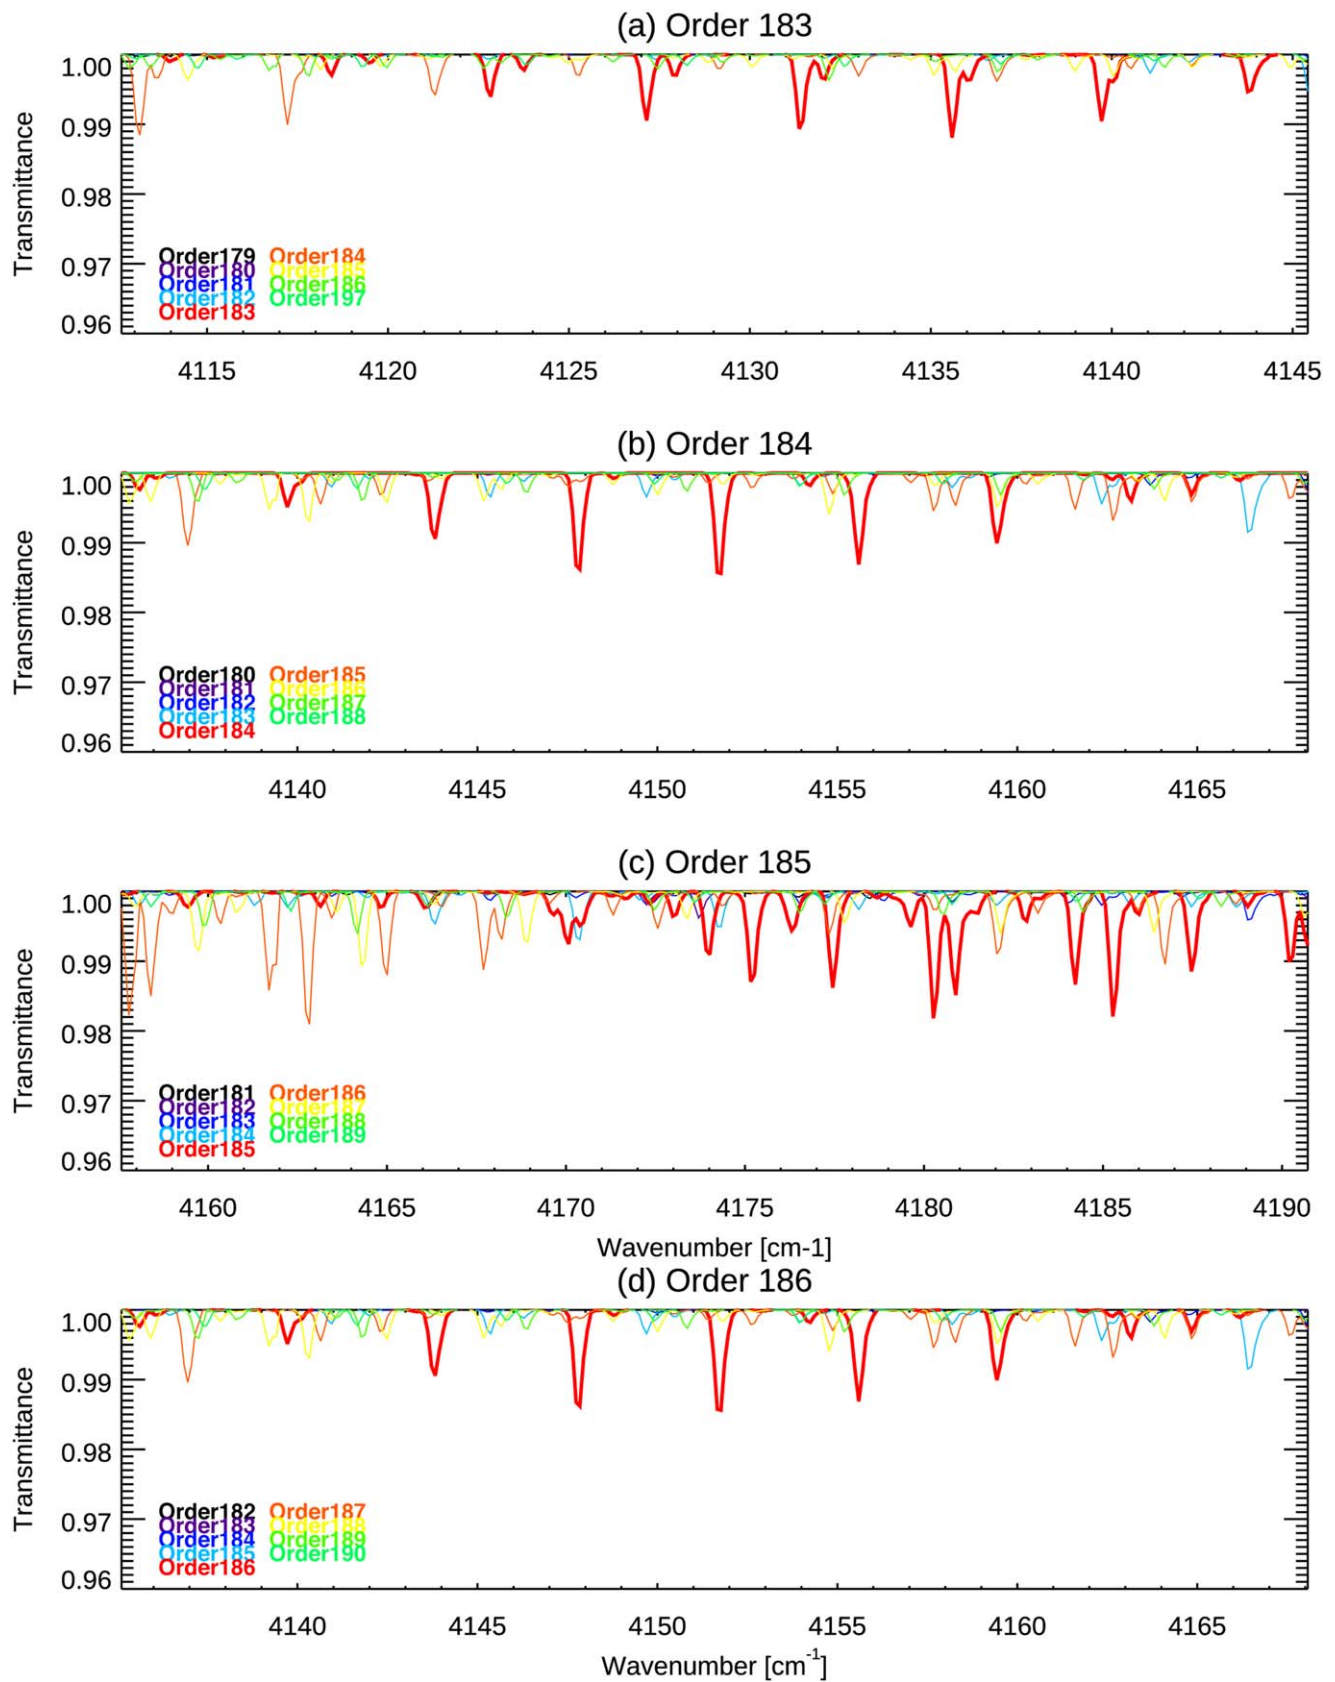 (a) Order 183
Transmittance
1.00
0.99
0.98
0.97
0.96
Order179 Order184
Order180 Order185
Order181 Order186
Order182 Order197
Order183
4115 4120 4125 4130 4135 4140 4145
(b) Order 184
Transmittance
1.00
0.99
0.98
0.97
0.96
Order180 Order185
Order181 Order186
Order182 Order187
Order183 Order188
Order184
4140 4145 4150 4155 4160 4165
(c) Order 185
Transmittance
1.00
0.99
0.98
0.97
0.96
Order181 Order186
Order182 Order187
Order183 Order188
Order184 Order189
Order185
4160 4165 4170 4175 4180 4185 4190
Wavenumber [cm-1]
(d) Order 186
Transmittance
1.00
0.99
0.98
0.97
0.96
Order182 Order187
Order183 Order188
Order184 Order189
Order185 Order190
Order186
4140 4145 4150 4155 4160 4165
Wavenumber [cm⁻¹]